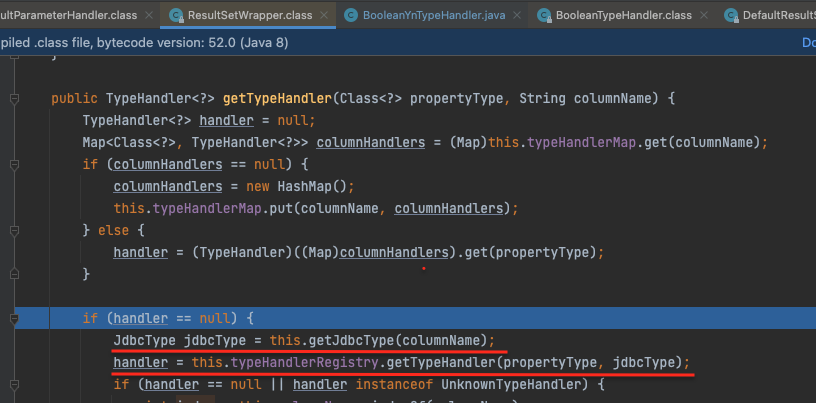 ultParameterHandler.class
ResultSetWrapper.class
BooleanYnTypeHandler.java
BooleanTypeHandler.class
DefaultResultS
piled .class file, bytecode version: 52.0 (Java 8)
Do
}
public TypeHandler<?> getTypeHandler(Class<?> propertyType, String columnName) {
TypeHandler<?> handler = null;
Map<Class<?>, TypeHandler<?>> columnHandlers = (Map)this.typeHandlerMap.get(columnName);
if (columnHandlers == null) {
columnHandlers = new HashMap();
this.typeHandlerMap.put(columnName, columnHandlers);
} else {
handler = (TypeHandler)((Map)columnHandlers).get(propertyType);
}
if (handler == null) {
JdbcType jdbcType = this.getJdbcType(columnName);
handler = this.typeHandlerRegistry.getTypeHandler(propertyType, jdbcType);
if (handler == null || handler instanceof UnknownTypeHandler) {